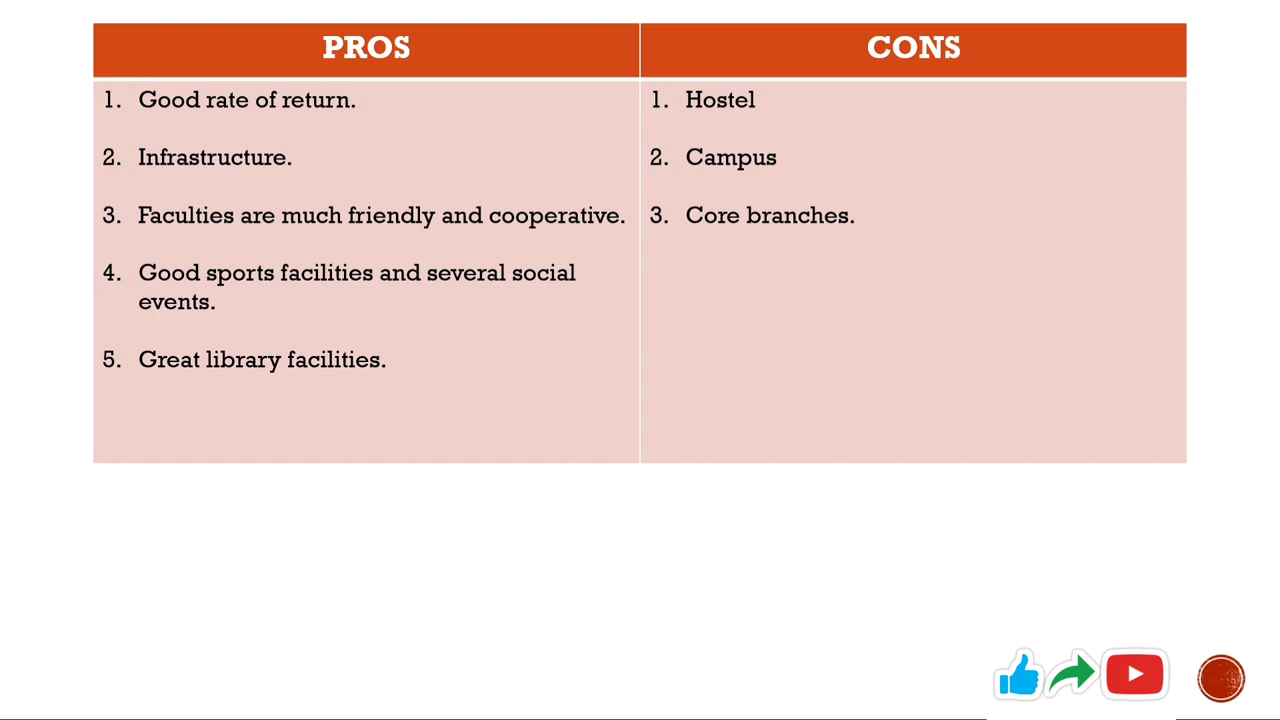 PROS
CONS
1. Good rate of return.
2. Infrastructure.
3. Faculties are much friendly and cooperative.
4. Good sports facilities and several social
events.
5. Great library facilities.
1. Hostel
2. Campus
3. Core branches.